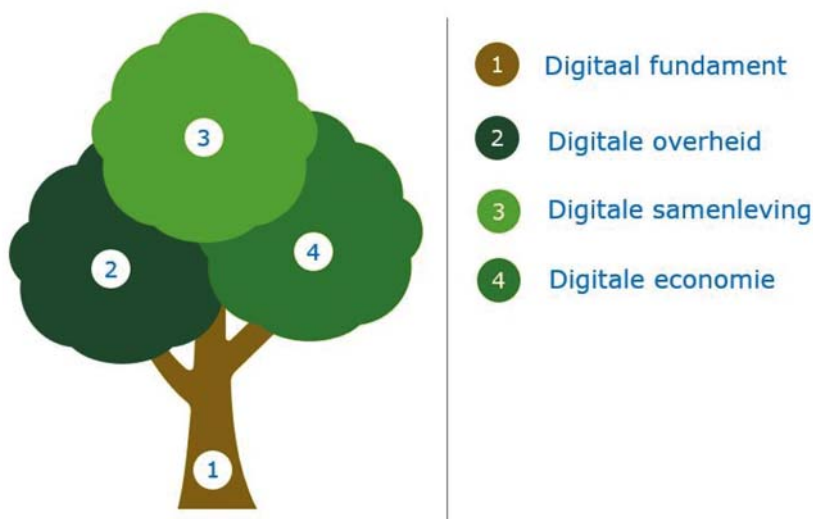 3
2
4
1
1 Digitaal fundament
2 Digitale overheid
3 Digitale samenleving
4 Digitale economie